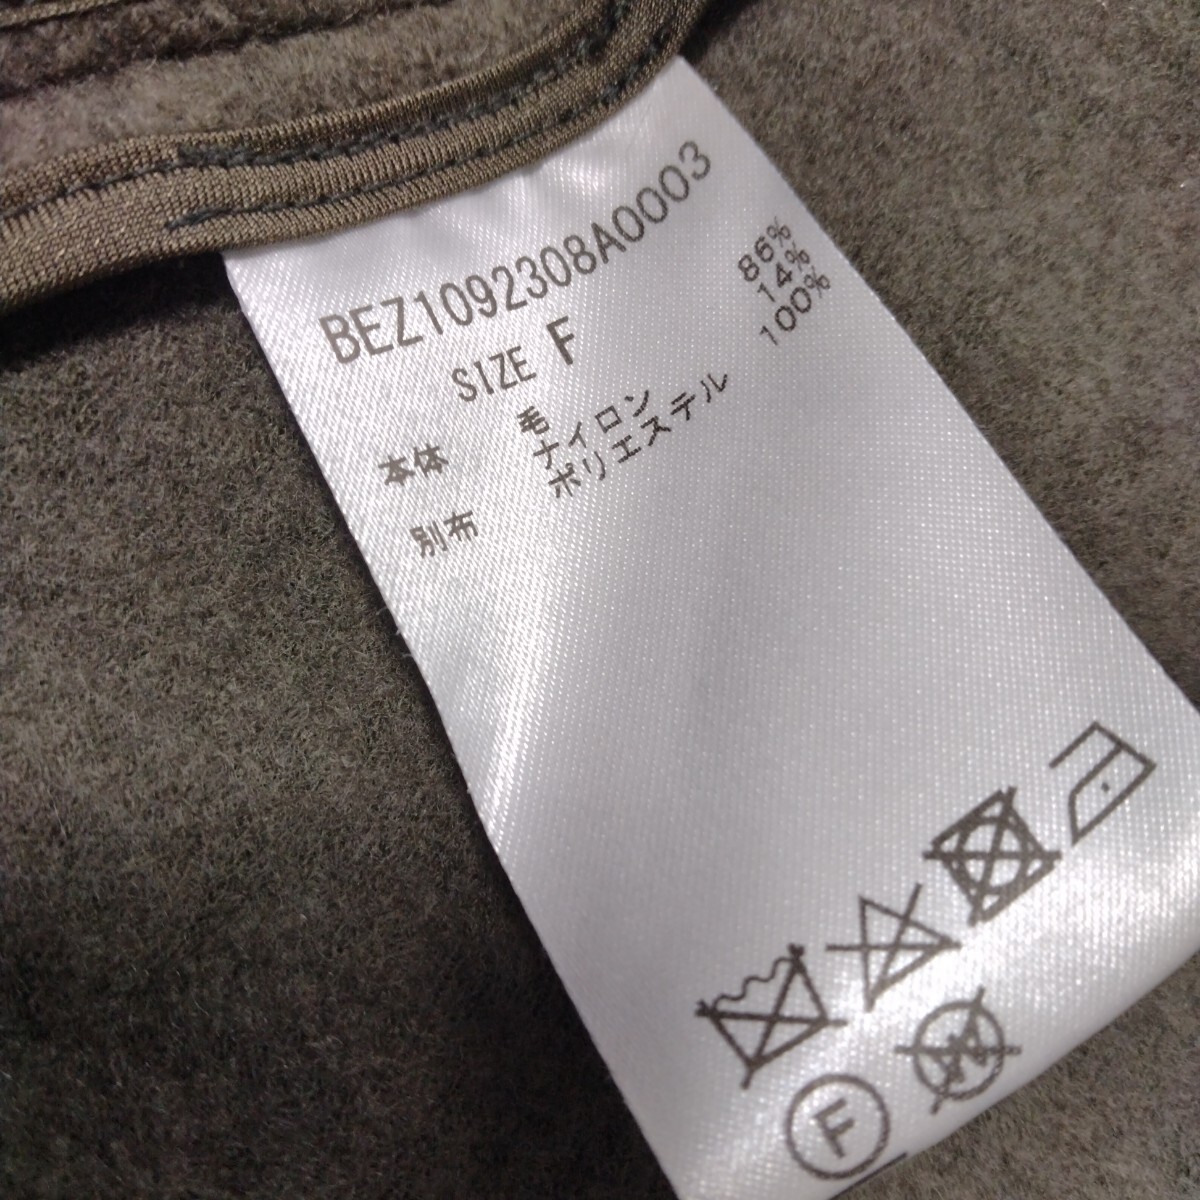 BEZ1092308A0003
SIZE F
本体 毛 86%
ナイロン 14%
別布 ポリエステル 100%
F
W